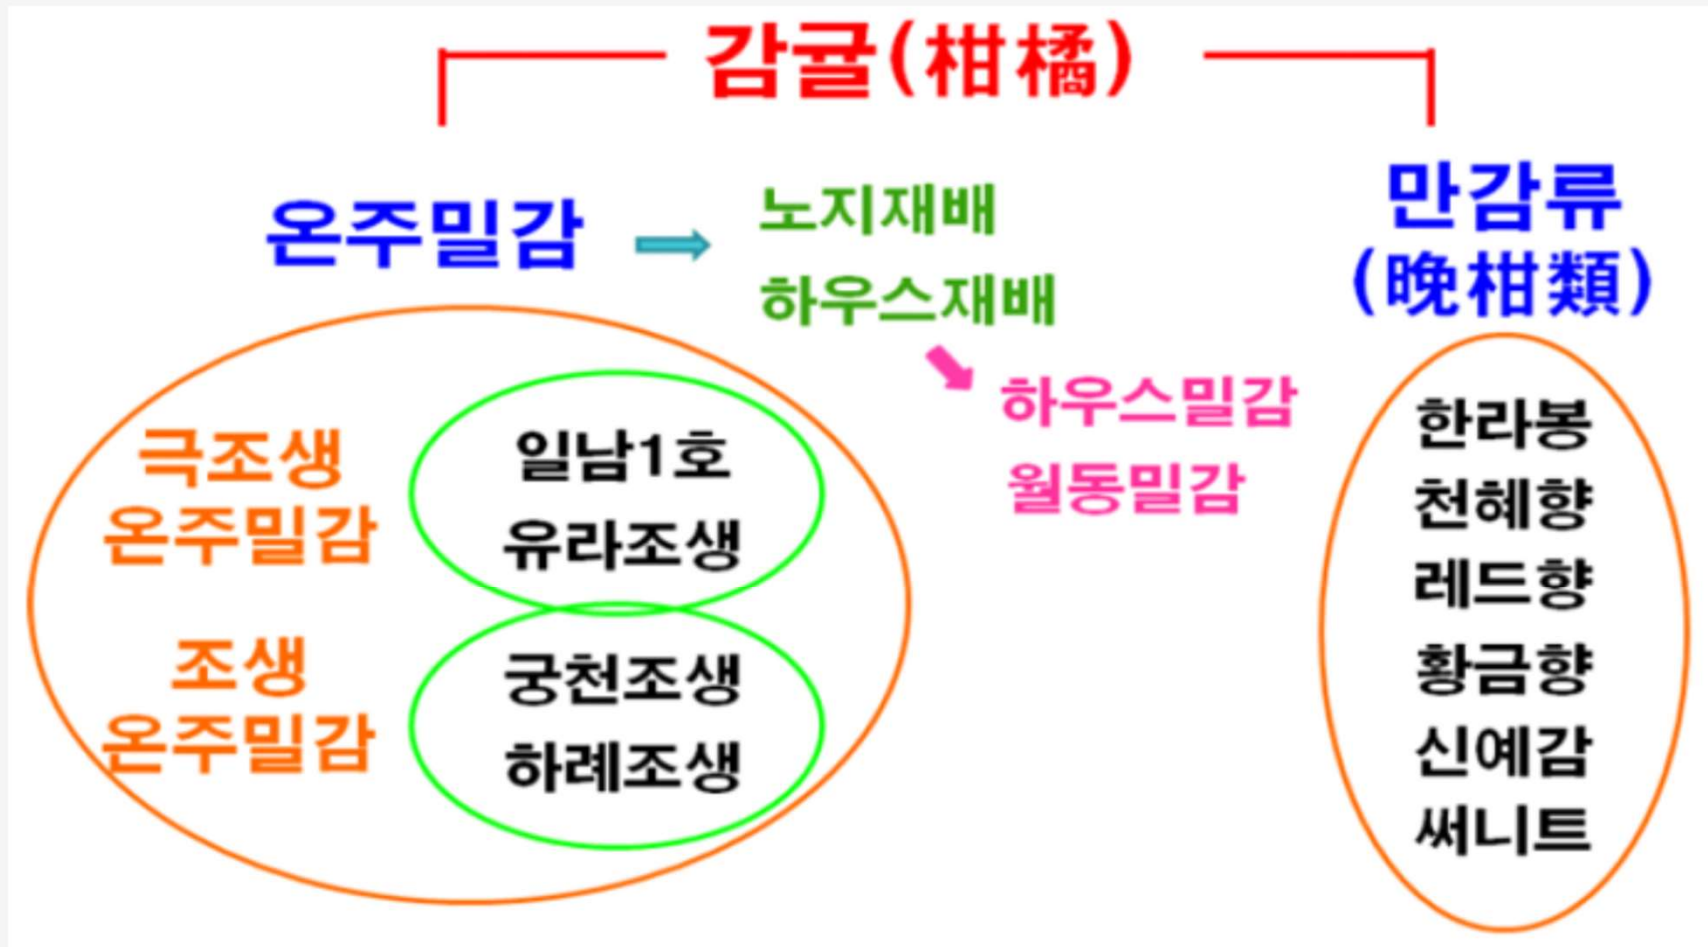 감귤(柑橘)
온주밀감
노지재배
하우스재배
하우스밀감
월동밀감
극조생
온주밀감
일남1호
유라조생
조생
온주밀감
궁천조생
하례조생
만감류
(晩柑類)
한라봉
천혜향
레드향
황금향
신예감
써니트